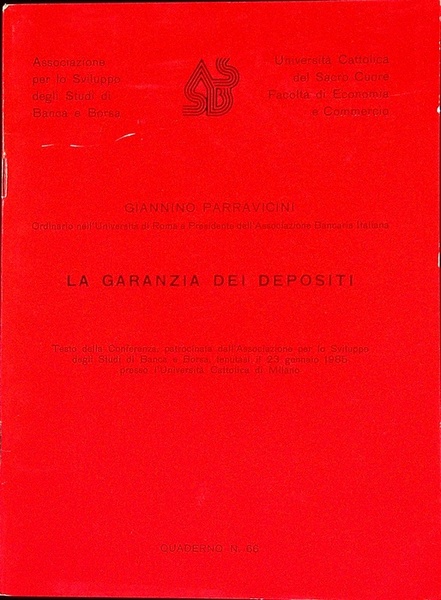 Associazione
per lo Sviluppo
degli Studi di
Banca e Borsa
ASSB
Università Cattolica
del Sacro Cuore
Facoltà di Economia
e Commercio
GIANNINO PARRAVICINI
Ordinario nell'Università di Roma e Presidente dell'Associazione Bancaria Italiana
LA GARANZIA DEI DEPOSITI
Testo della Conferenza, patrocinata dall'Associazione per lo Sviluppo
degli Studi di Banca e Borsa, tenutasi il 23 gennaio
presso l'Università Cattolica di Milano
QUADERNO N.